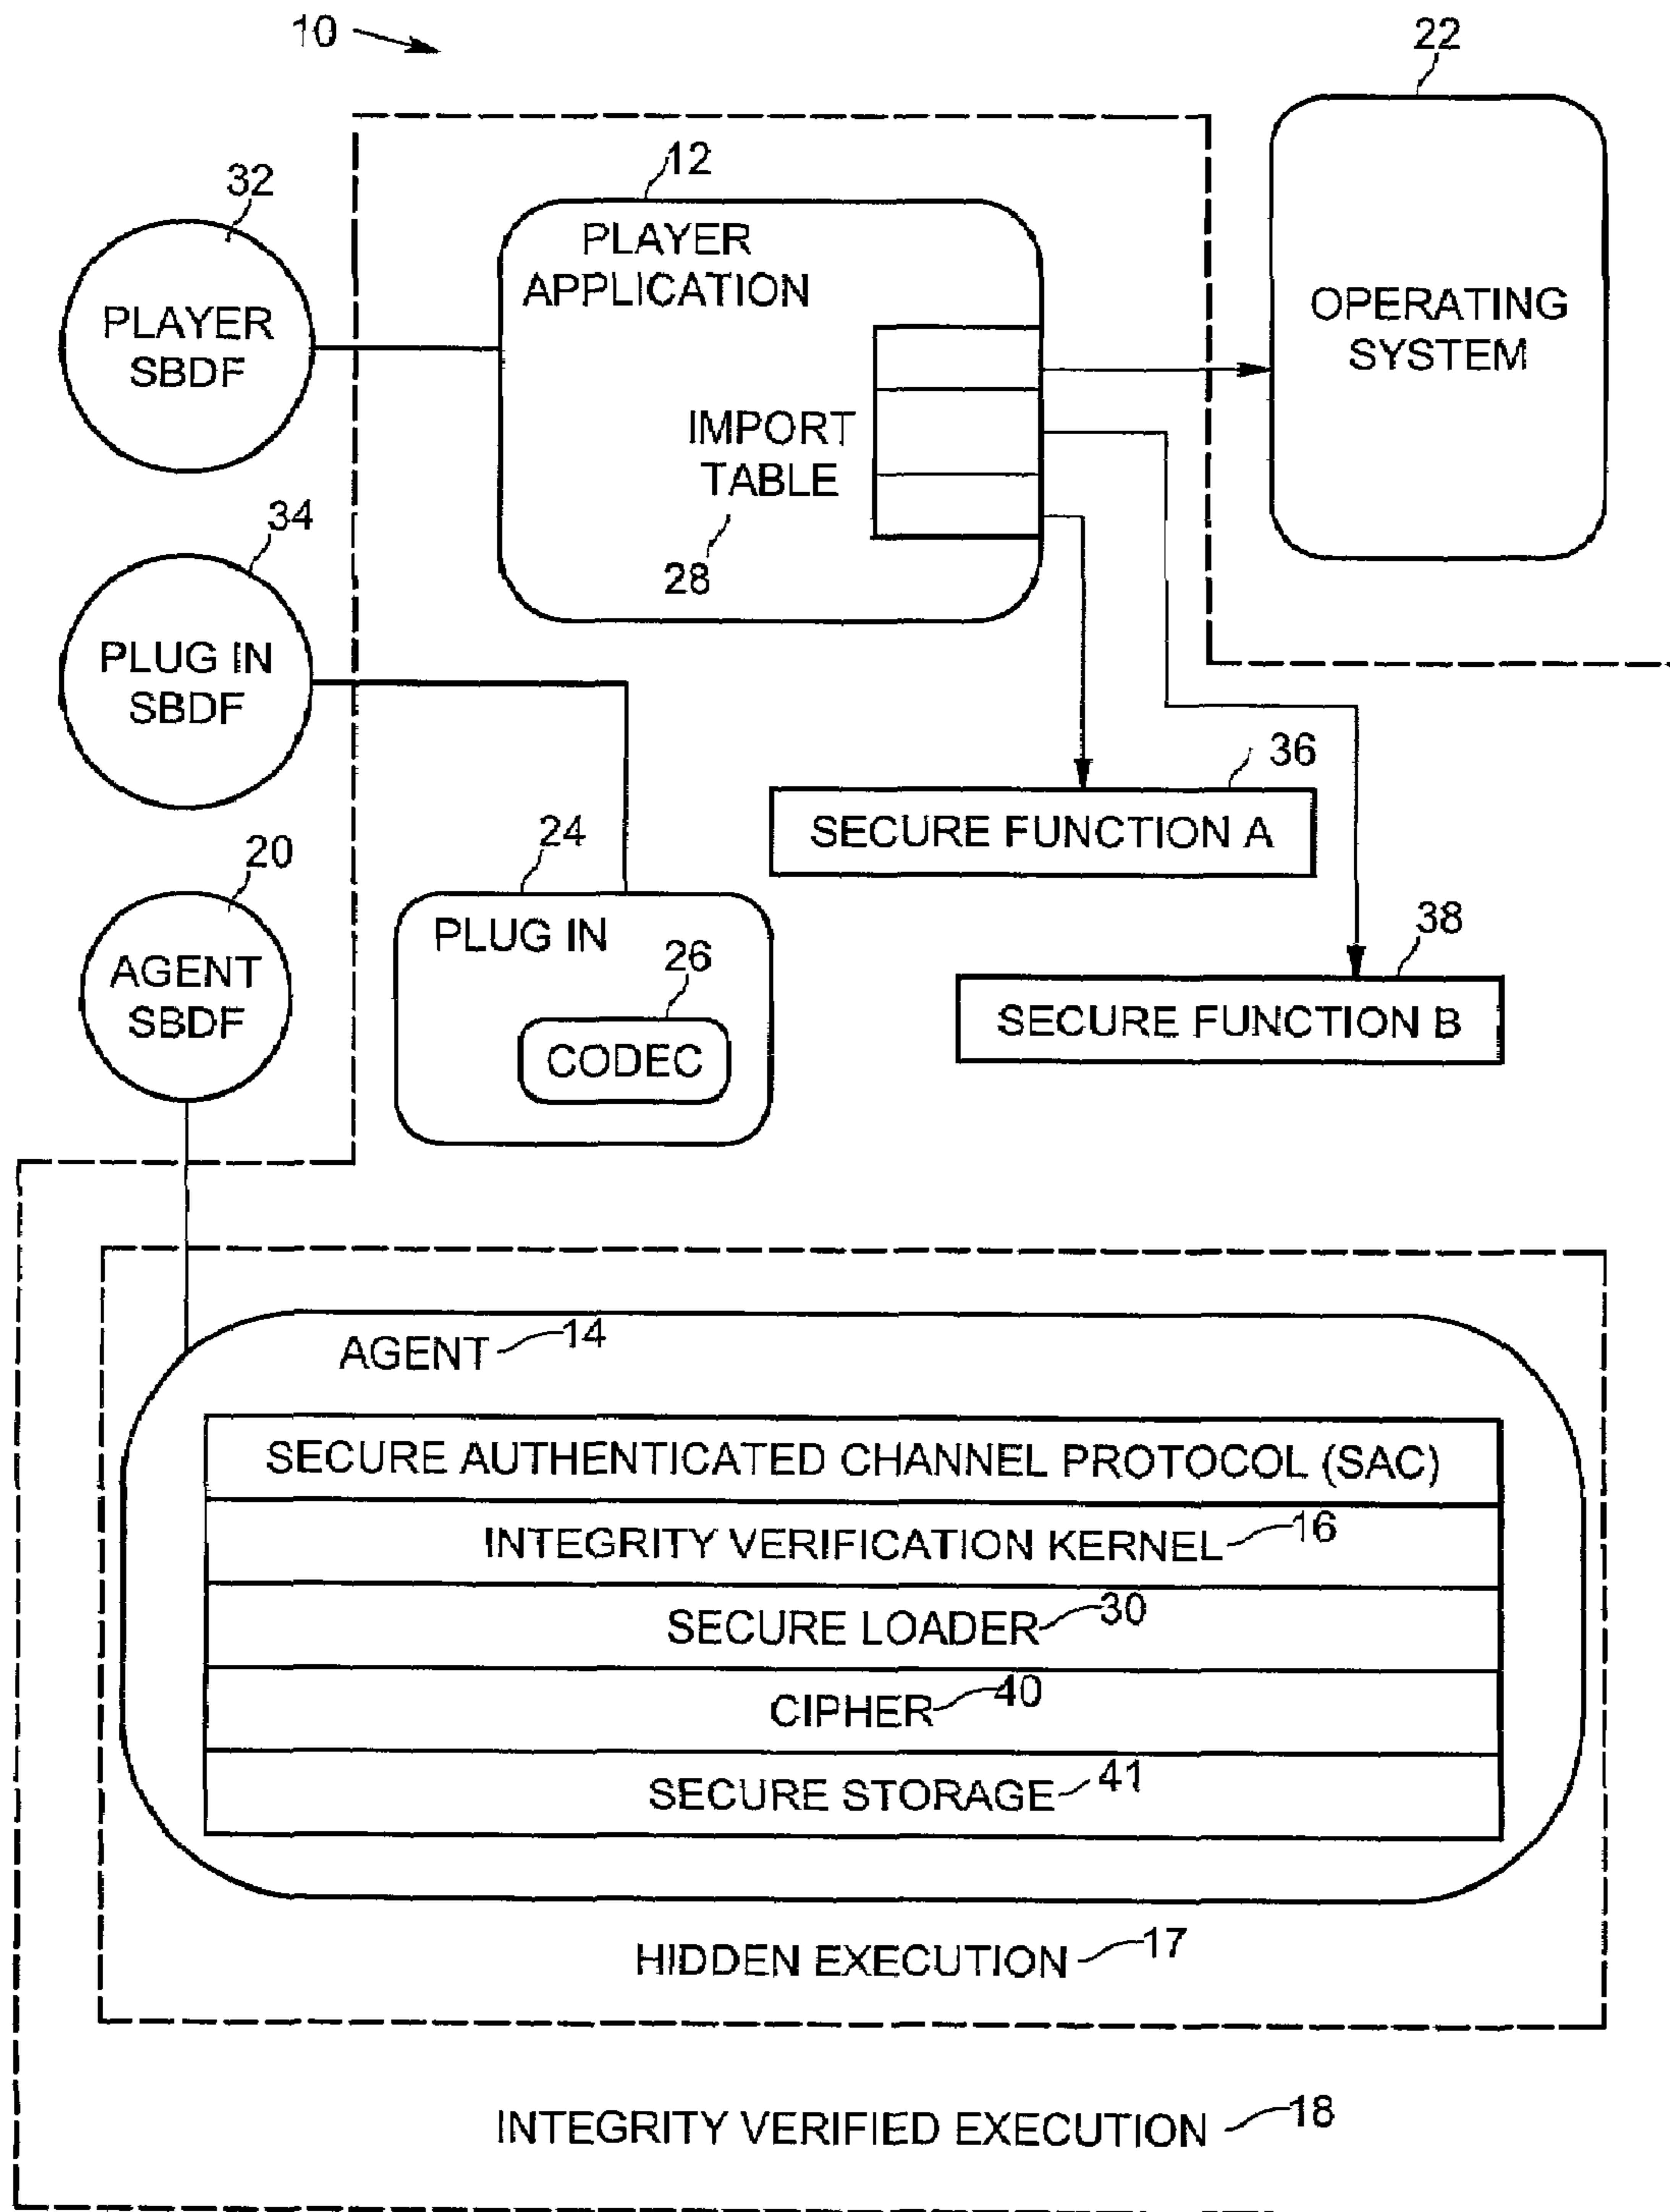 10
22
12
32
PLAYER
APPLICATION
PLAYER
SBDF
OPERATING
SYSTEM
IMPORT
TABLE
28
34
PLUG IN
SBDF
36
SECURE FUNCTION A
24
20
PLUG IN
38
26
AGENT
SBDF
SECURE FUNCTION B
CODEC
AGENT 14
SECURE AUTHENTICATED CHANNEL PROTOCOL (SAC)
INTEGRITY VERIFICATION KERNEL 16
SECURE LOADER 30
CIPHER 40
SECURE STORAGE 41
HIDDEN EXECUTION 17
INTEGRITY VERIFIED EXECUTION 18